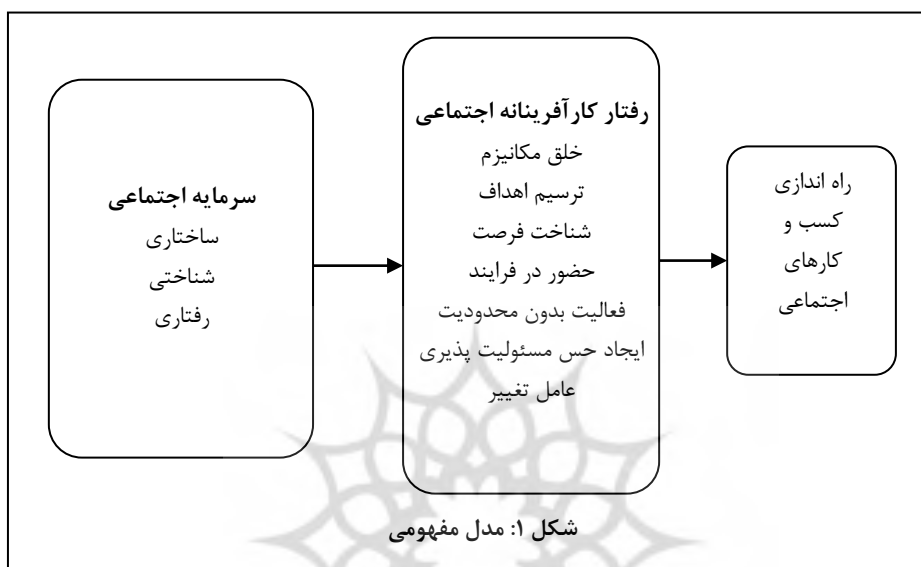 سرمایه اجتماعی
ساختاری
شناختی
رفتاری
رفتار کارآفرینانه اجتماعی
خلق مکانیزم
ترسیم اهداف
شناخت فرصت
حضور در فرایند
فعالیت بدون محدودیت
ایجاد حس مسئولیت پذیری
عامل تغییر
راه اندازی
کسب و
کارهای
اجتماعی
شکل ۱: مدل مفهومی